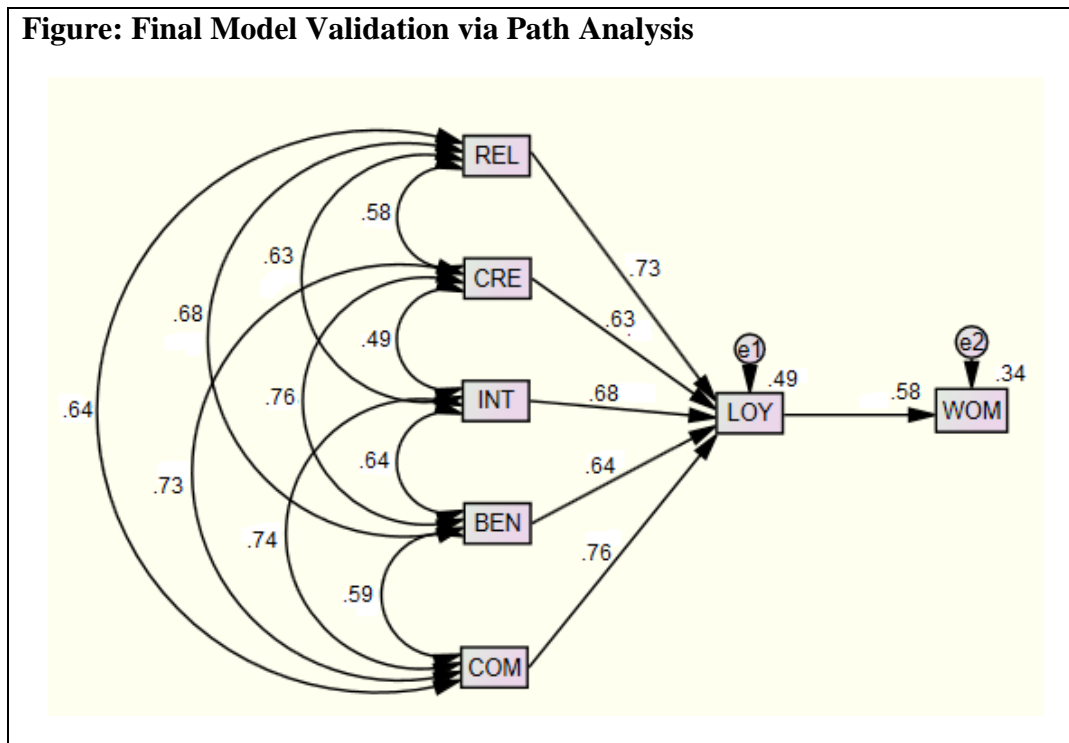 Figure: Final Model Validation via Path Analysis
REL
.58
.63
.73
CRE
.68
.63
.49
e1
e2
.76
INT
.68
.49
.34
.64
LOY
.58
WOM
.64
.64
.73
BEN
.74
.76
.59
COM